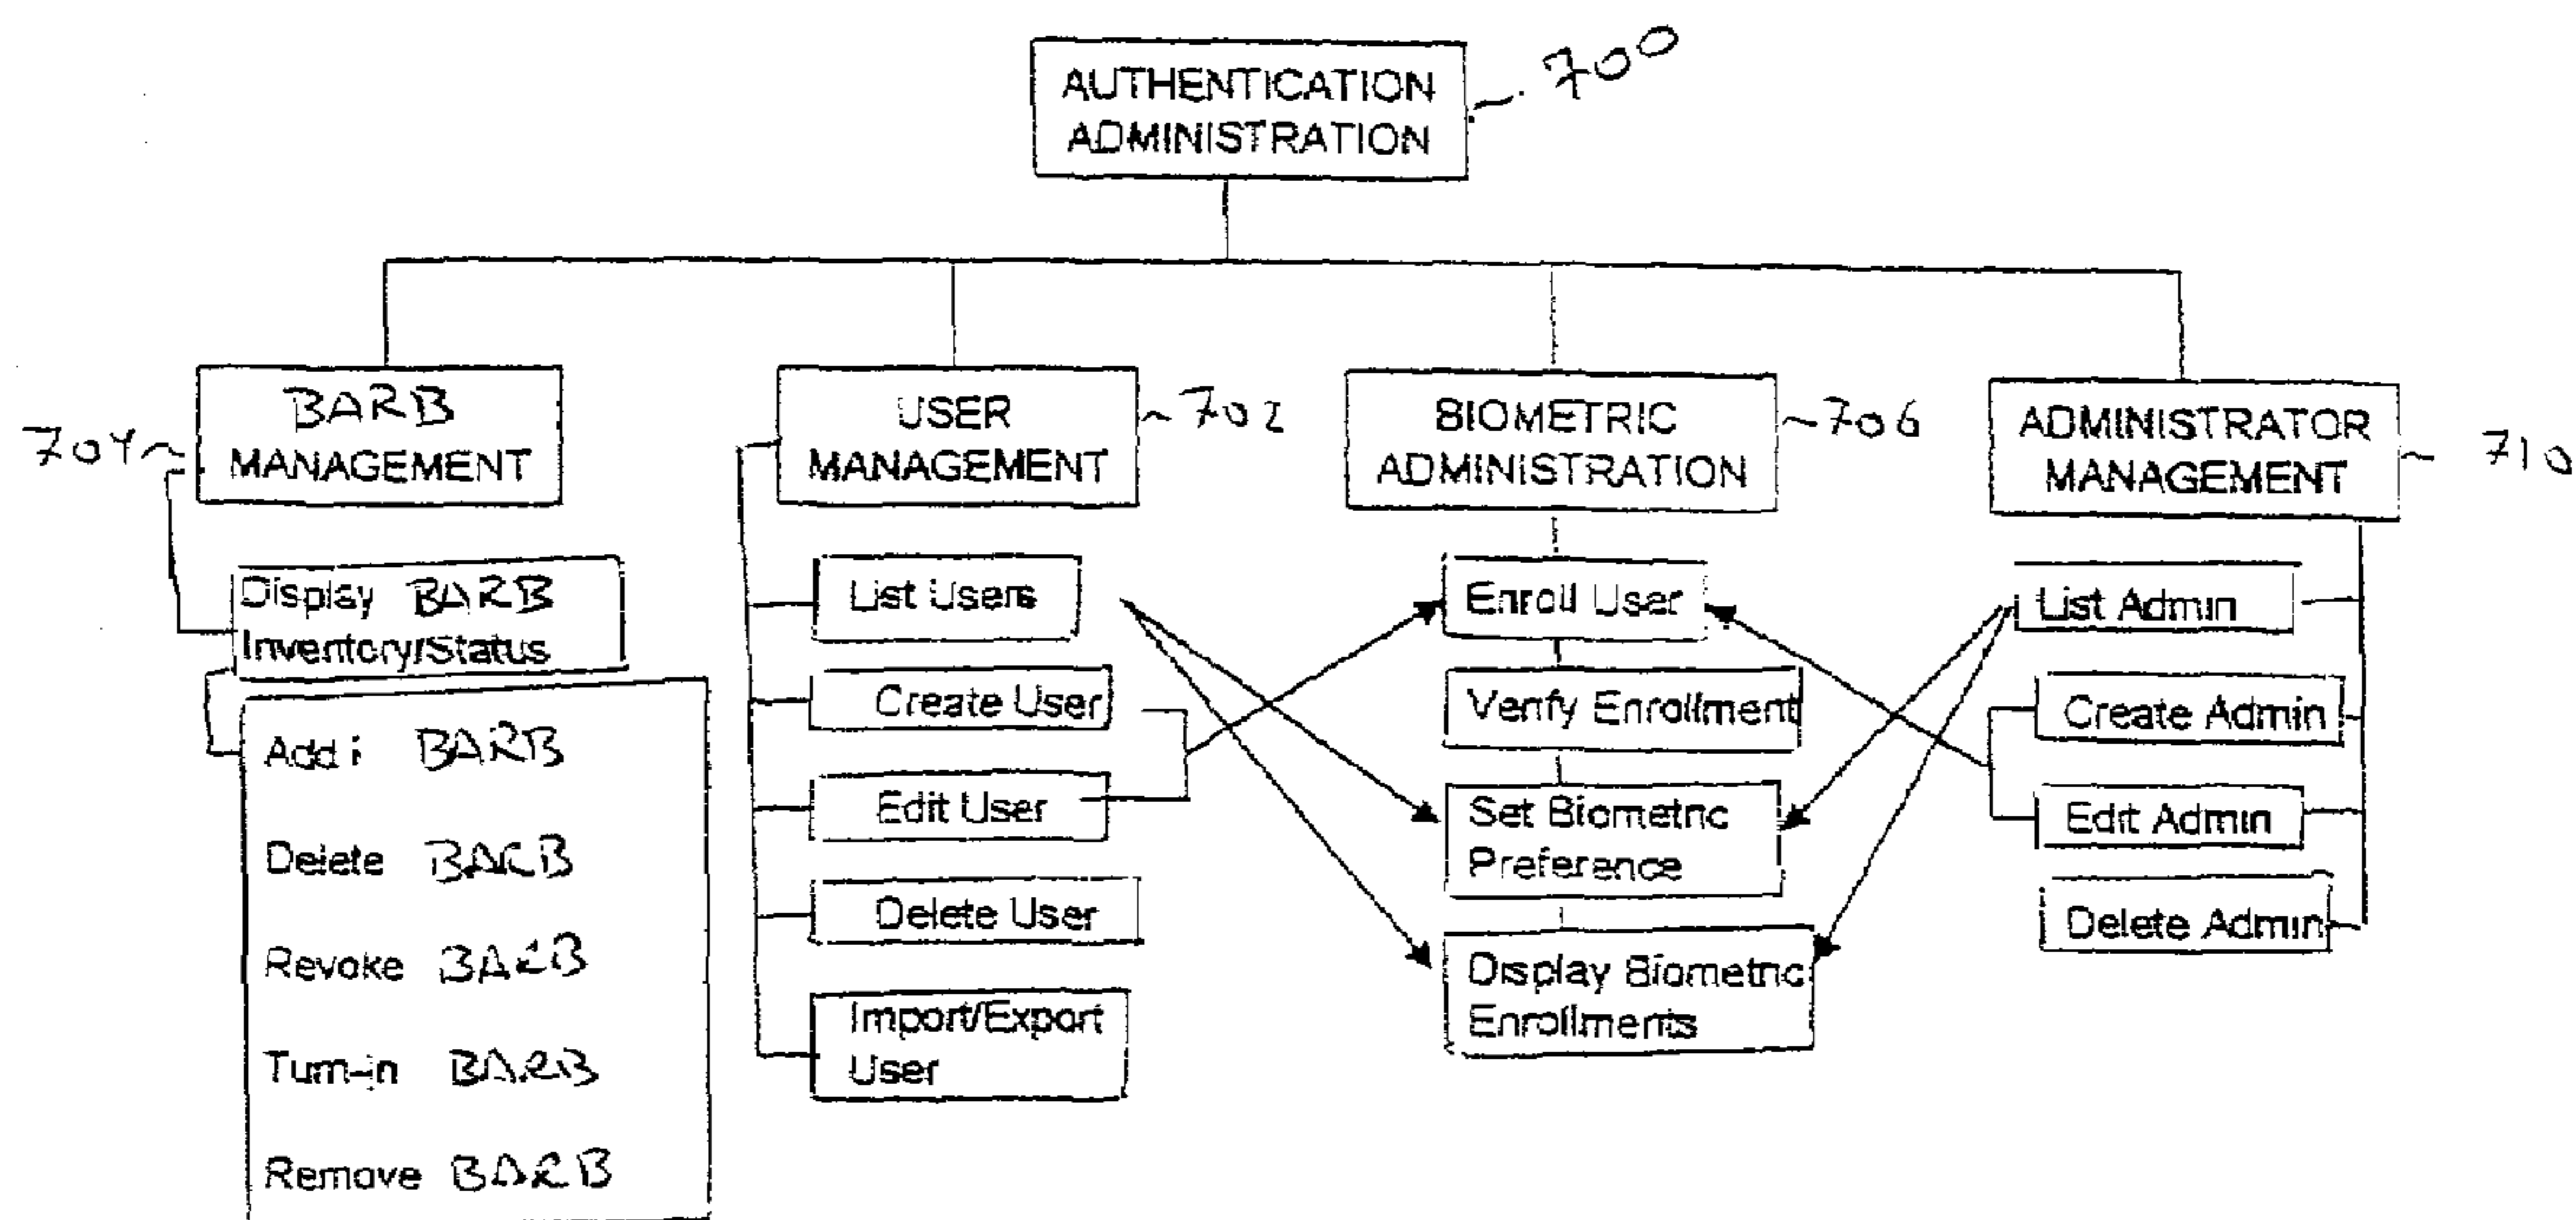 AUTHENTICATION
ADMINISTRATION
700
BARB
MANAGEMENT
704
Display BARB
Inventory/Status
Add BARB
Delete BARB
Revoke BARB
Turn-in BARB
Remove BARB
USER
MANAGEMENT
702
List Users
Create User
Edit User
Delete User
Import/Export
User
BIOMETRIC
ADMINISTRATION
706
Enroll User
Verify Enrollment
Set Biometric
Preference
Display Biometric
Enrollments
ADMINISTRATOR
MANAGEMENT
710
List Admin
Create Admin
Edit Admin
Delete Admin